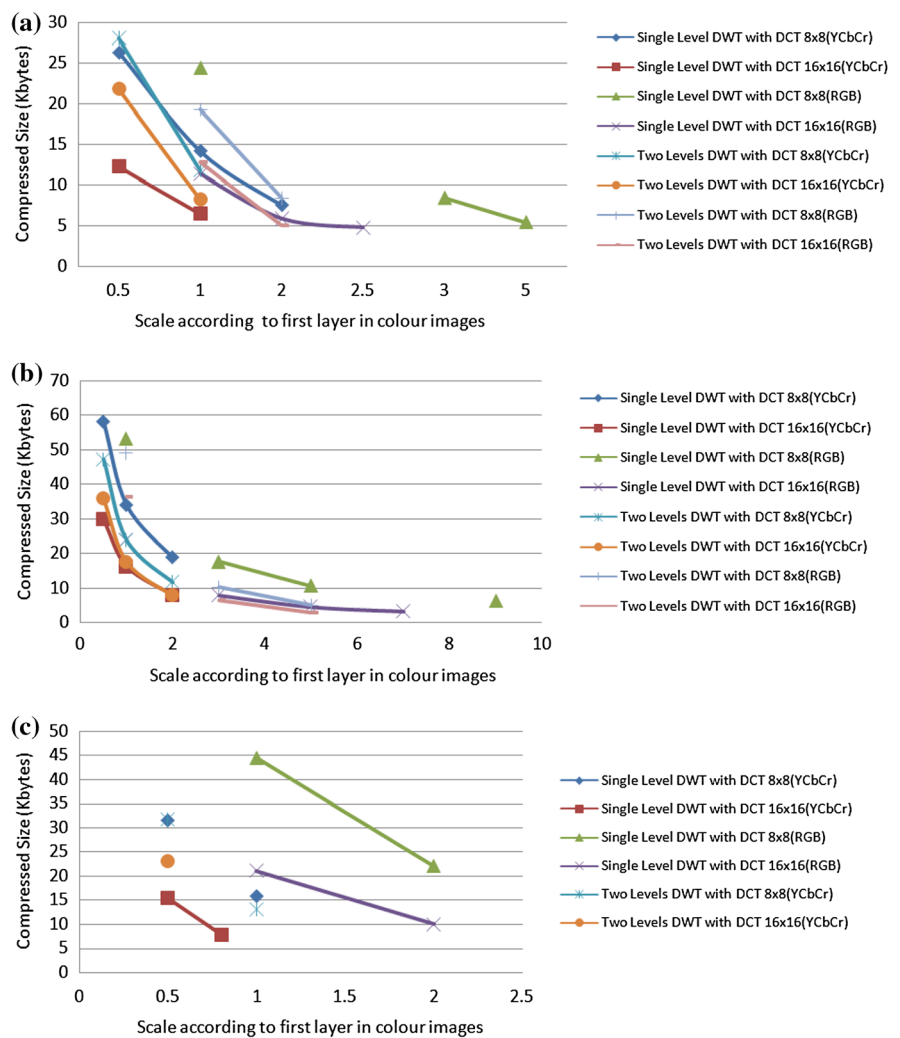 (a)
30
25
20
15
10
5
0
Compressed Size (Kbytes)
0.5 1 2 2.5 3 5
Scale according to first layer in colour images
Single Level DWT with DCT 8x8(YCbCr)
Single Level DWT with DCT 16x16(YCbCr)
Single Level DWT with DCT 8x8(RGB)
Single Level DWT with DCT 16x16(RGB)
Two Levels DWT with DCT 8x8(YCbCr)
Two Levels DWT with DCT 16x16(YCbCr)
Two Levels DWT with DCT 8x8(RGB)
Two Levels DWT with DCT 16x16(RGB)
(b)
70
60
50
40
30
20
10
0
Compressed Size (Kbytes)
0 2 4 6 8 10
Scale according to first layer in colour images
Single Level DWT with DCT 8x8(YCbCr)
Single Level DWT with DCT 16x16(YCbCr)
Single Level DWT with DCT 8x8(RGB)
Single Level DWT with DCT 16x16(RGB)
Two Levels DWT with DCT 8x8(YCbCr)
Two Levels DWT with DCT 16x16(YCbCr)
Two Levels DWT with DCT 8x8(RGB)
Two Levels DWT with DCT 16x16(RGB)
(c)
50
45
40
35
30
25
20
15
10
5
0
Compressed Size (Kbytes)
0 0.5 1 1.5 2 2.5
Scale according to first layer in colour images
Single Level DWT with DCT 8x8(YCbCr)
Single Level DWT with DCT 16x16(YCbCr)
Single Level DWT with DCT 8x8(RGB)
Single Level DWT with DCT 16x16(RGB)
Two Levels DWT with DCT 8x8(YCbCr)
Two Levels DWT with DCT 16x16(YCbCr)